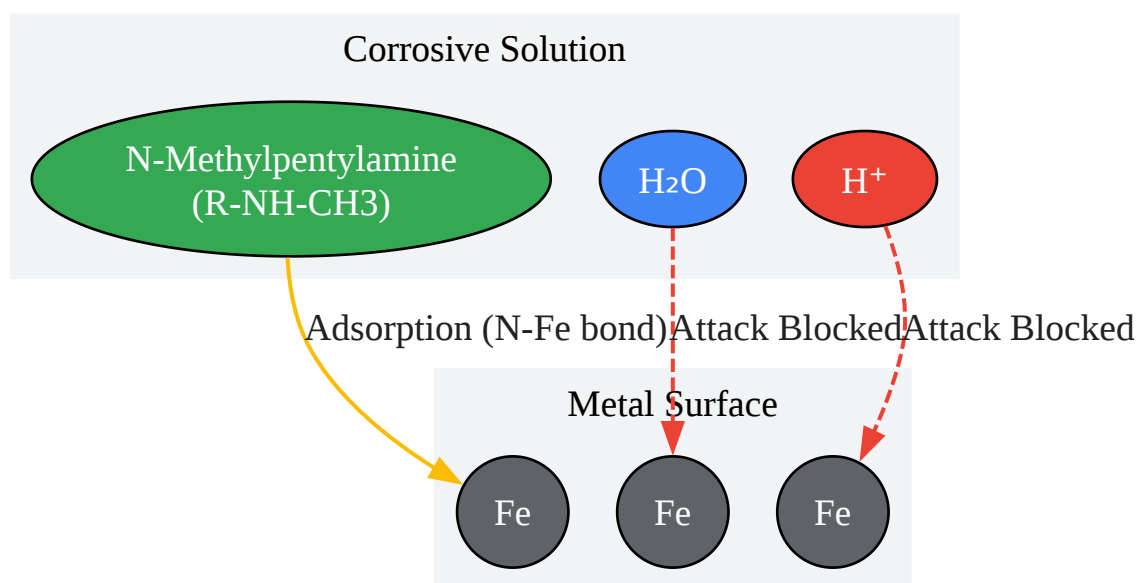 Corrosive Solution
N-Methylpentylamine
(R-NH-CH3)
H₂O
H⁺
Adsorption (N-Fe bond)
Attack Blocked
Attack Blocked
Metal Surface
Fe
Fe
Fe